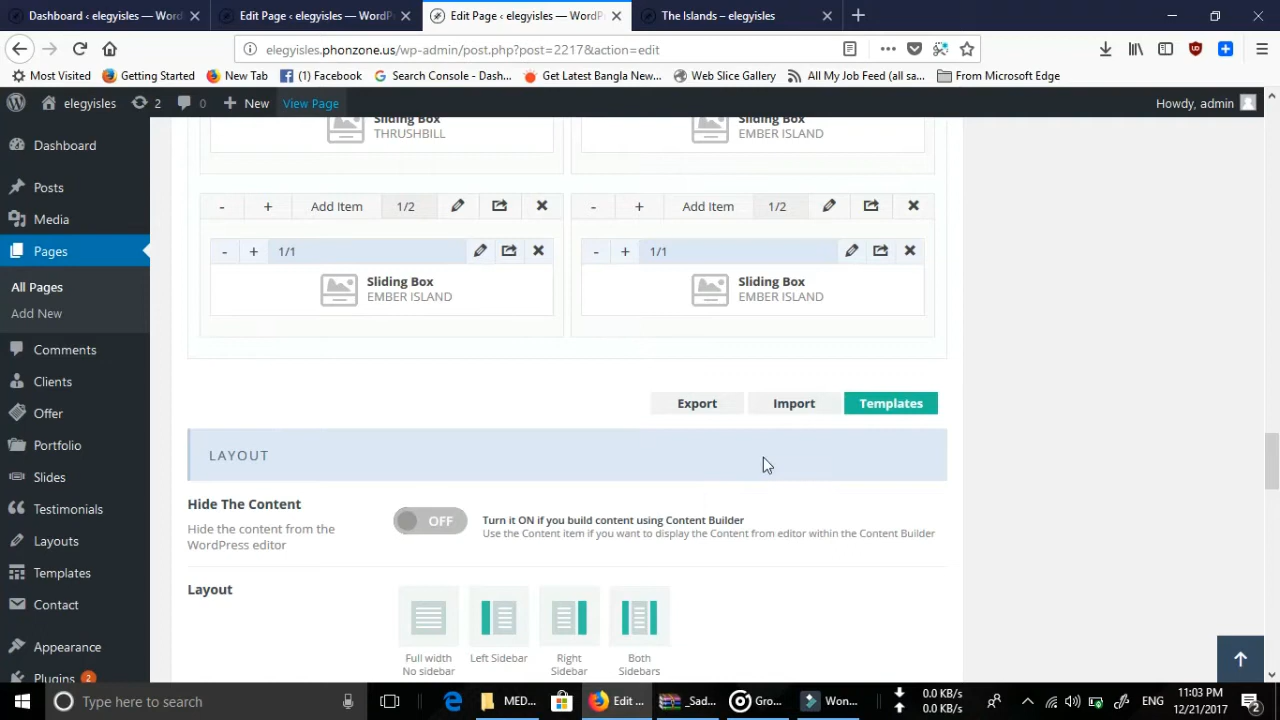 Dashboard ‹ elegyisles — Word
Edit Page ‹ elegyisles — WordP
Edit Page ‹ elegyisles — WordP
The Islands – elegyisles
elegyisles.phonzone.us/wp-admin/post.php?post=2217&action=edit
Most Visited
Getting Started
New Tab
(1) Facebook
Search Console - Dash...
Get Latest Bangla New...
Web Slice Gallery
All My Job Feed (all sa...
From Microsoft Edge
elegyisles
2
0
New
View Page
Howdy, admin
Dashboard
Posts
Media
Pages
All Pages
Add New
Comments
Clients
Offer
Portfolio
Slides
Testimonials
Layouts
Templates
Contact
Appearance
Plugins 2
Sliding Box
THRUSHBILL
Sliding Box
EMBER ISLAND
- + Add Item 1/2
- + Add Item 1/2
- + 1/1
- + 1/1
Sliding Box
EMBER ISLAND
Sliding Box
EMBER ISLAND
Export
Import
Templates
LAYOUT
Hide The Content
Hide the content from the
WordPress editor
OFF
Turn it ON if you build content using Content Builder
Use the Content item if you want to display the Content from editor within the Content Builder
Layout
Full width
No sidebar
Left Sidebar
Right
Sidebar
Both
Sidebars
Type here to search
MED...
Edit ...
_Sad...
Gro...
Won...
0.0 KB/s
0.0 KB/s
ENG
11:03 PM
12/21/2017
2